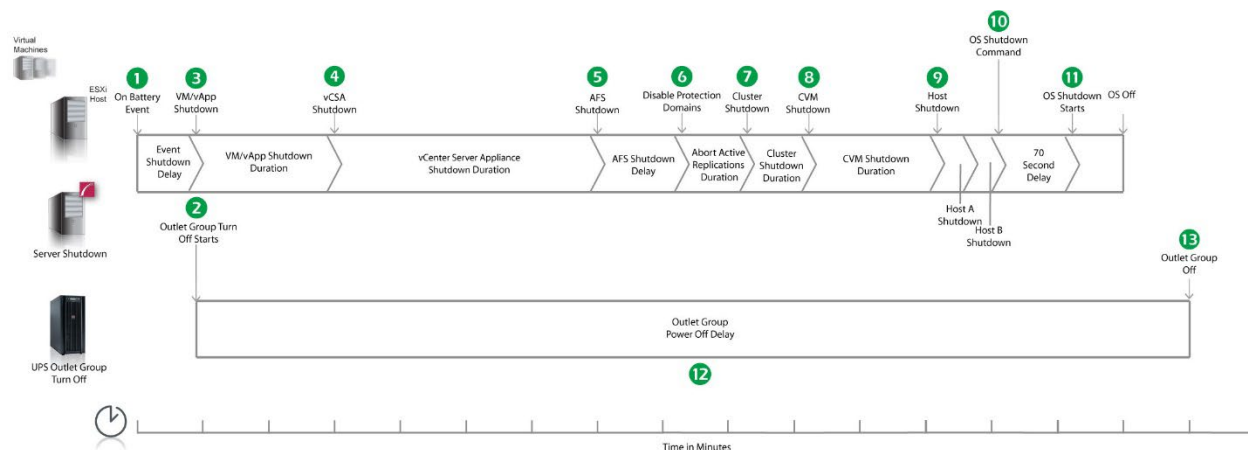 Virtual
Machines
ESXi
Host
1
On Battery
Event
3
VM/vApp
Shutdown
4
vCSA
Shutdown
5
AFS
Shutdown
6
Disable Protection
Domains
7
Cluster
Shutdown
8
CVM
Shutdown
9
Host
Shutdown
10
OS Shutdown
Command
11
OS Shutdown
Starts
OS Off
Event
Shutdown
Delay
VM/vApp Shutdown
Duration
vCenter Server Appliance
Shutdown Duration
AFS Shutdown
Delay
Abort Active
Replications
Duration
Cluster
Shutdown
Duration
CVM Shutdown
Duration
70
Second
Delay
Host A
Shutdown
Host B
Shutdown
Server Shutdown
2
Outlet Group Turn
Off Starts
13
Outlet Group
Off
Outlet Group
Power Off Delay
12
UPS Outlet Group
Turn Off
Time in Minutes